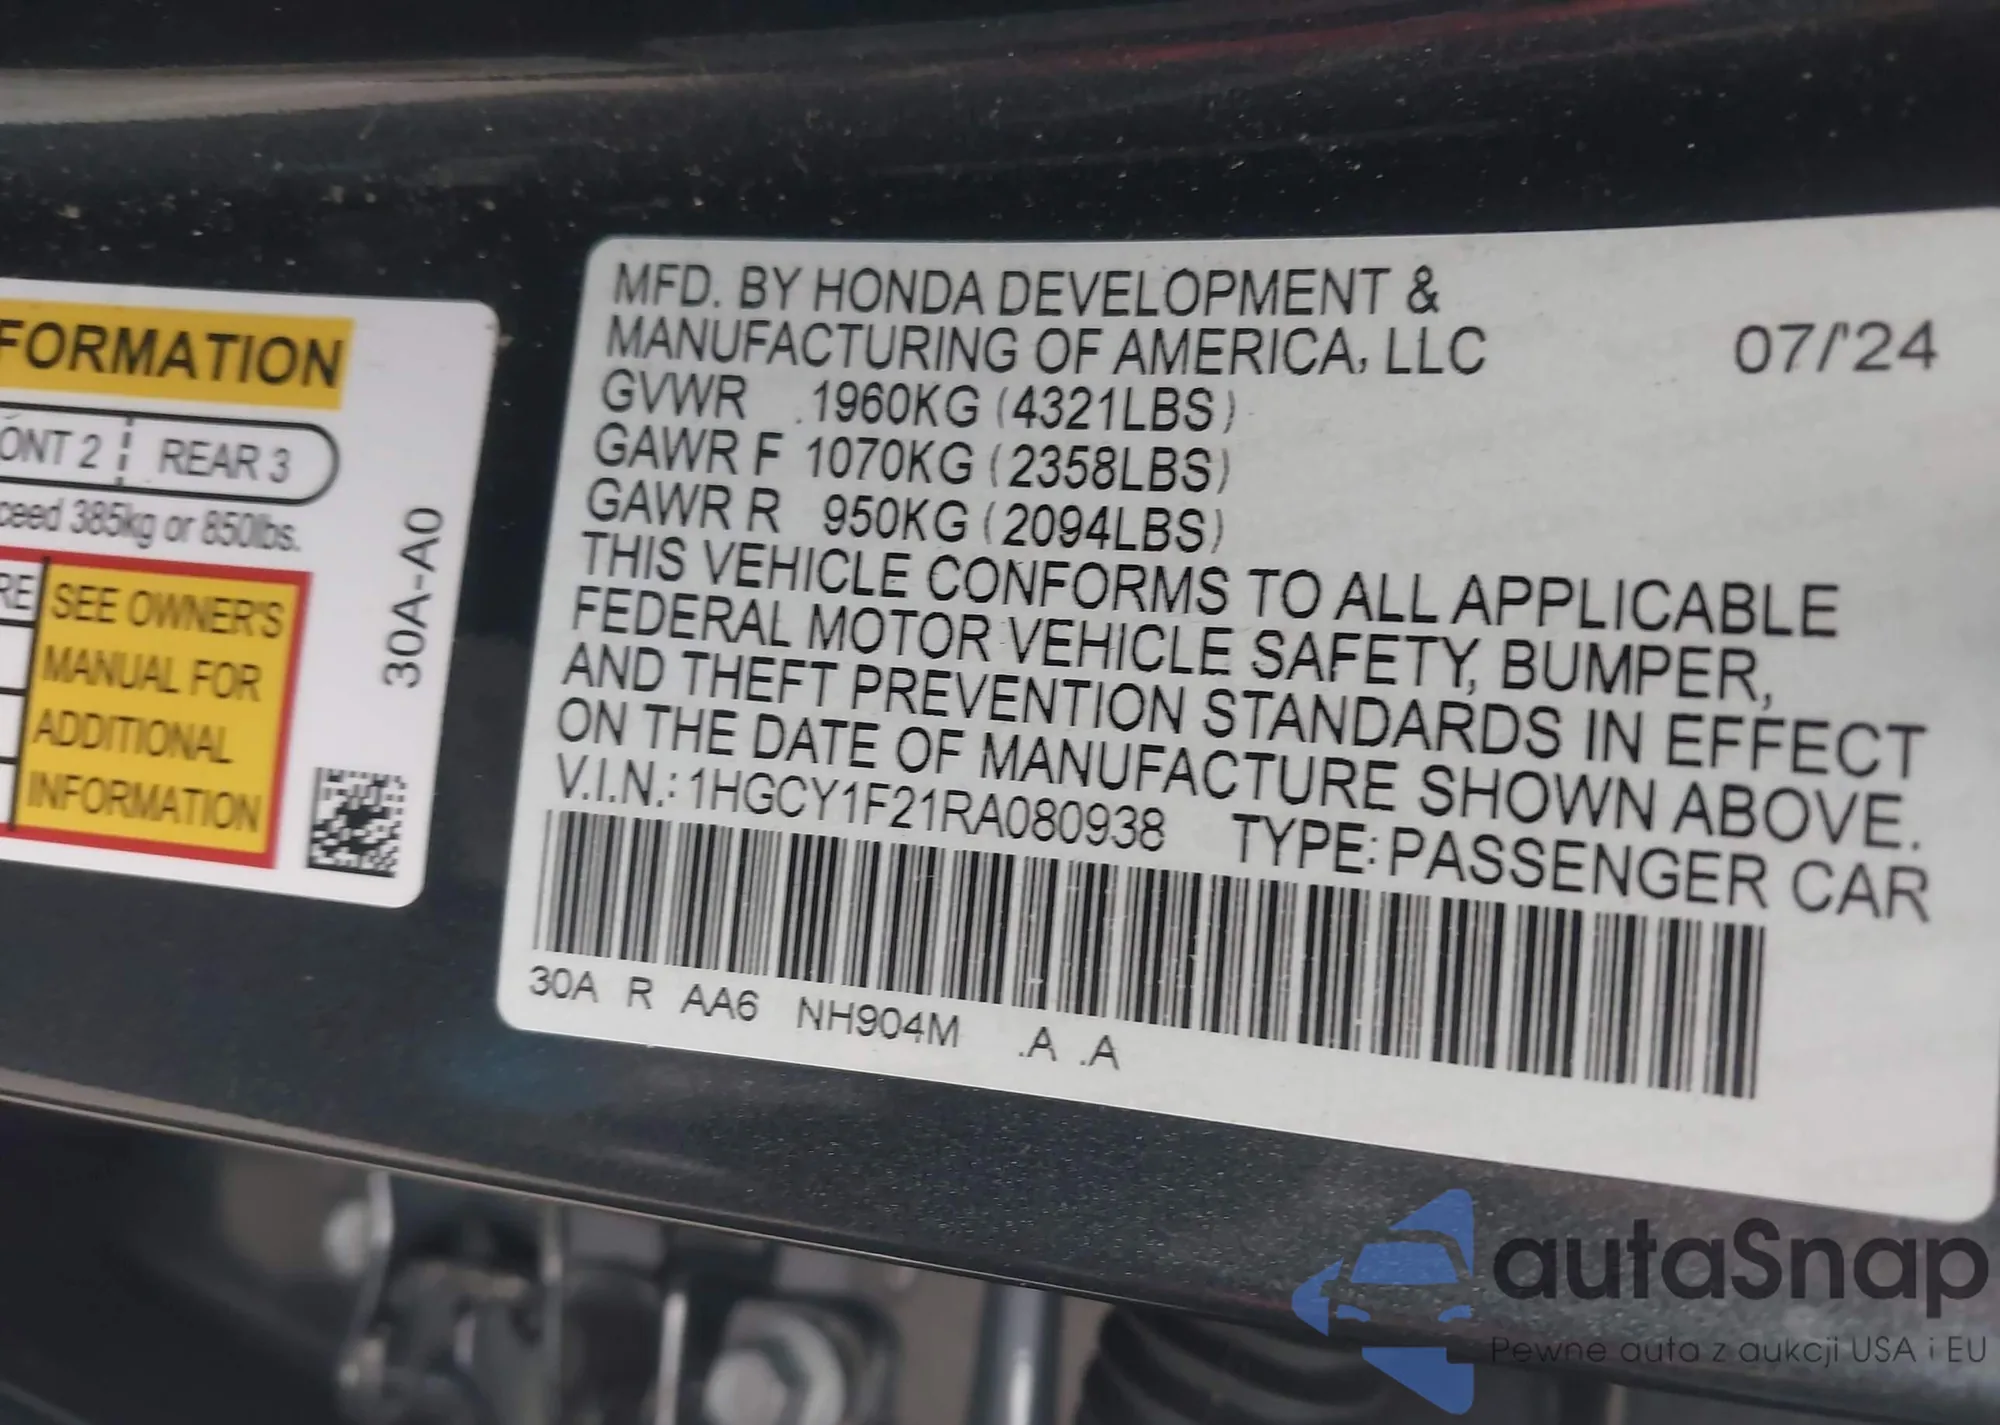 FORMATION
ONT 2 REAR 3
ceed 385kg or 850lbs.
RE
SEE OWNER'S
MANUAL FOR
ADDITIONAL
INFORMATION
30A-A0
MFD. BY HONDA DEVELOPMENT &
MANUFACTURING OF AMERICA, LLC 07/'24
GVWR 1960KG (4321LBS)
GAWR F 1070KG (2358LBS)
GAWR R 950KG (2094LBS)
THIS VEHICLE CONFORMS TO ALL APPLICABLE
FEDERAL MOTOR VEHICLE SAFETY, BUMPER,
AND THEFT PREVENTION STANDARDS IN EFFECT
ON THE DATE OF MANUFACTURE SHOWN ABOVE.
V.I.N.: 1HGCY1F21RA080938 TYPE: PASSENGER CAR
30A R AA6 NH904M .A .A
autaSnap
Pewne auta z aukcji USA i EU